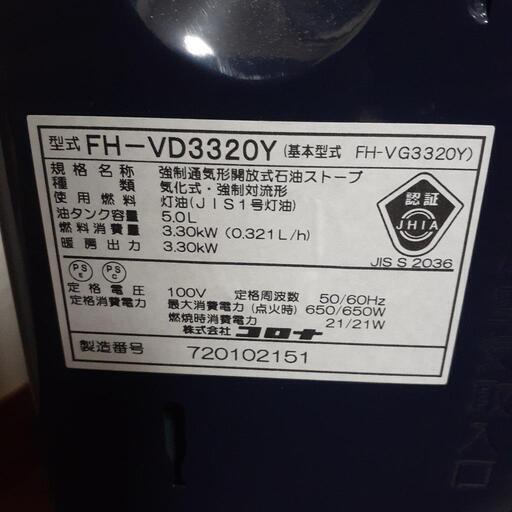 型式 FH-VD3320Y (基本型式 FH-VG3320Y)
規格名称 強制通気形開放式石油ストーブ
種類 気化式・強制対流形
使用燃料 灯油(JIS1号灯油)
油タンク容量 5.0L
燃料消費量 3.30kW (0.321L/h)
暖房出力 3.30kW
認証
JHIA
JIS S 2036
PS E PS C
定格電圧 100V 定格周波数 50/60Hz
定格消費電力 最大消費電力(点火時) 650/650W
燃焼時消費電力 21/21W
株式会社 コロナ
製造番号 720102151
取入口